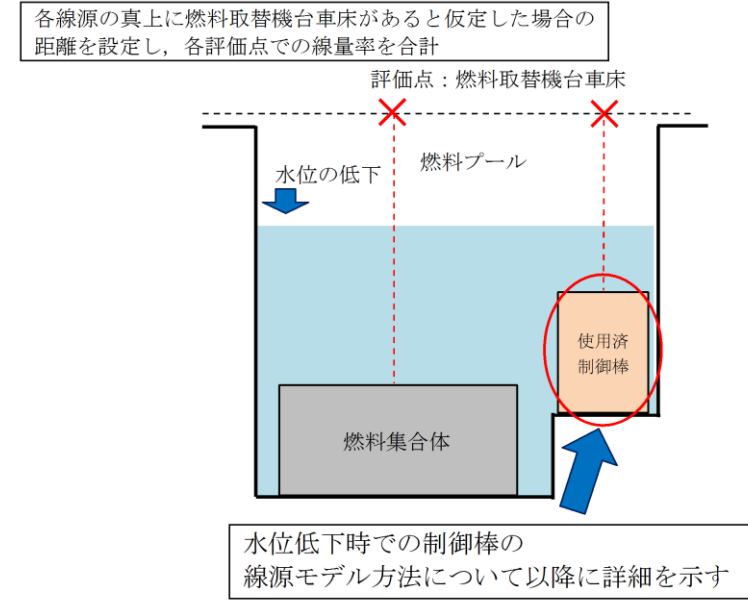 各線源の真上に燃料取替機台車床があると仮定した場合の
距離を設定し，各評価点での線量率を合計
評価点：燃料取替機台車床
燃料プール
水位の低下
使用済
制御棒
燃料集合体
水位低下時での制御棒の
線源モデル方法について以降に詳細を示す